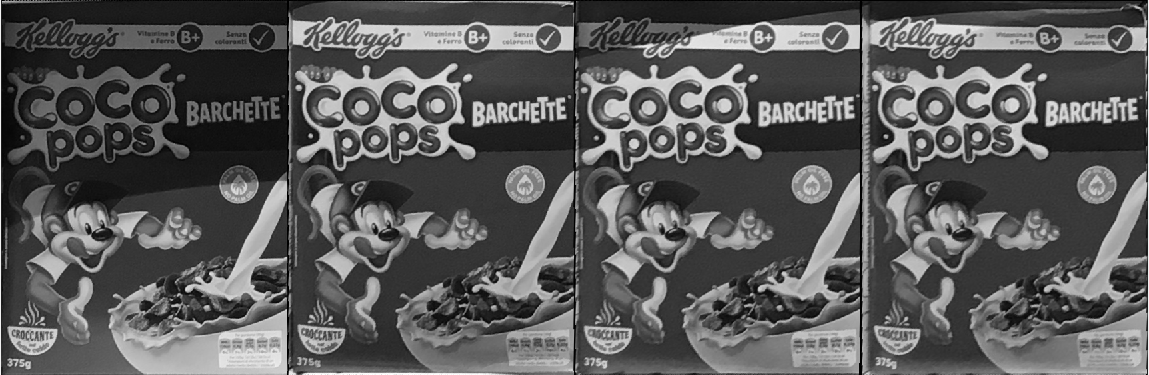 Kellogg's
Vitamine B e Ferro
B+
Senza coloranti
COCO
pops
BARCHETTE
CROCCANTE
375g
Kellogg's
Vitamine B e Ferro
B+
Senza coloranti
COCO
pops
BARCHETTE
CROCCANTE
375g
Kellogg's
Vitamine B e Ferro
B+
Senza coloranti
COCO
pops
BARCHETTE
CROCCANTE
375g
Kellogg's
Vitamine B e Ferro
B+
Senza coloranti
COCO
pops
BARCHETTE
CROCCANTE
375g